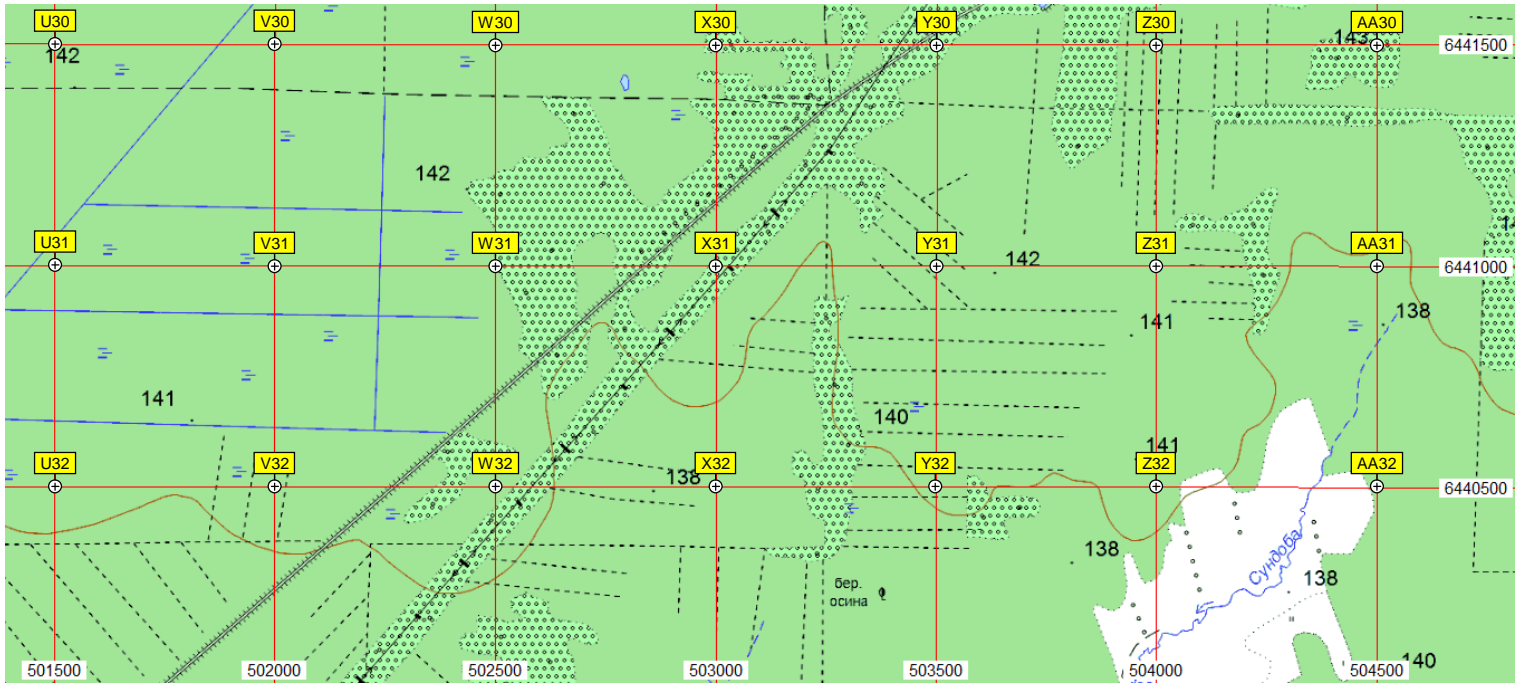 U30 V30 W30 X30 Y30 Z30 AA30
142 143 6441500
142
U31 V31 W31 X31 Y31 Z31 AA31
142 6441000
141 138
141 140
141
U32 V32 W32 X32 Y32 Z32 AA32
138 6440500
138 Сундоба
бер.
осина
138
140
501500 502000 502500 503000 503500 504000 504500